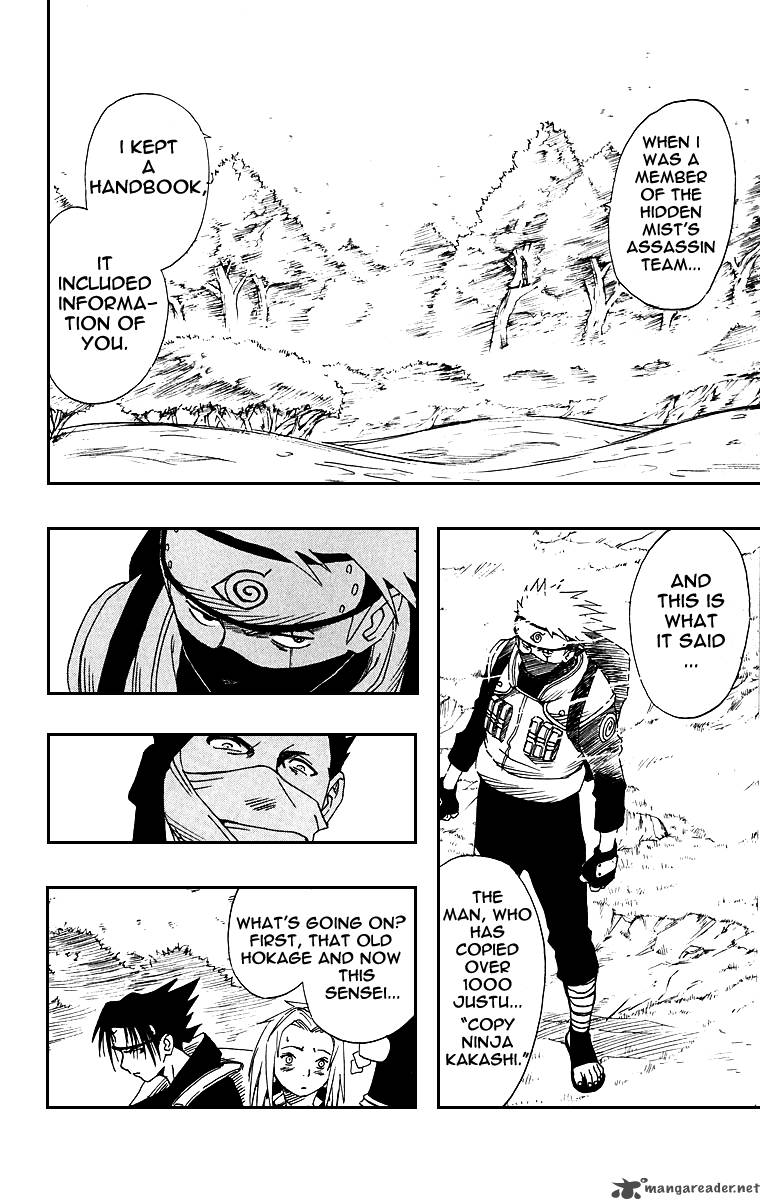 WHEN I
WAS A
MEMBER
OF THE
HIDDEN
MIST'S
ASSASSIN
TEAM...
I KEPT
A
HANDBOOK,
IT
INCLUDED
INFORMA-
TION OF
YOU.
AND
THIS IS
WHAT
IT SAID
...
THE
MAN, WHO
HAS
COPIED
OVER
1000
JUSTU...
"COPY
NINJA
KAKASHI."
WHAT'S GOING ON?
FIRST, THAT OLD
HOKAGE AND NOW
THIS
SENSEI...
mangareader.net